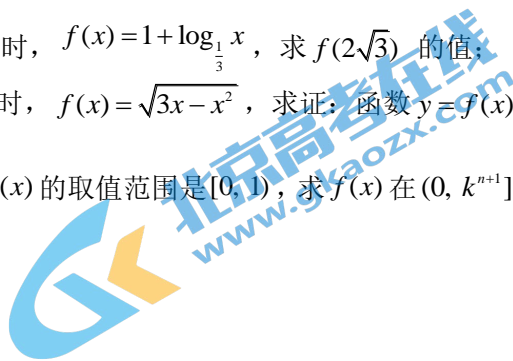 时， f(x)=1+log_{1/3} x ，求 f(2√3) 的值；
时， f(x)=√(3x−x²) ，求证：函数 y=f(x)
(x) 的取值范围是[0, 1)，求 f(x) 在 (0, k^{n+1}]
北京高考在线
www.gkaozx.com